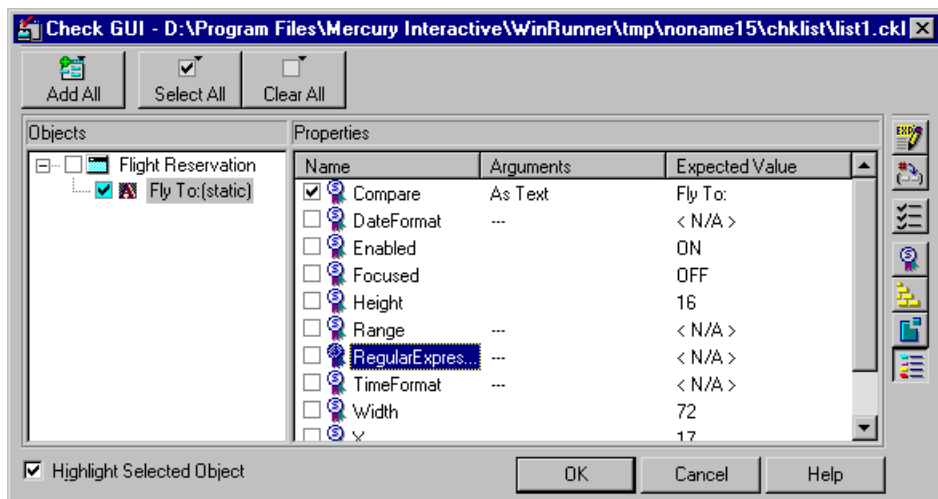 Check GUI - D:\Program Files\Mercury Interactive\WinRunner\tmp\noname15\chklist\list1.ckl
Add All Select All Clear All
Objects Properties
Flight Reservation
Fly To:(static)
Name Arguments Expected Value
Compare As Text Fly To:
DateFormat --- < N/A >
Enabled ON
Focused OFF
Height 16
Range --- < N/A >
RegularExpres... --- < N/A >
TimeFormat --- < N/A >
Width 72
X 17
Highlight Selected Object OK Cancel Help